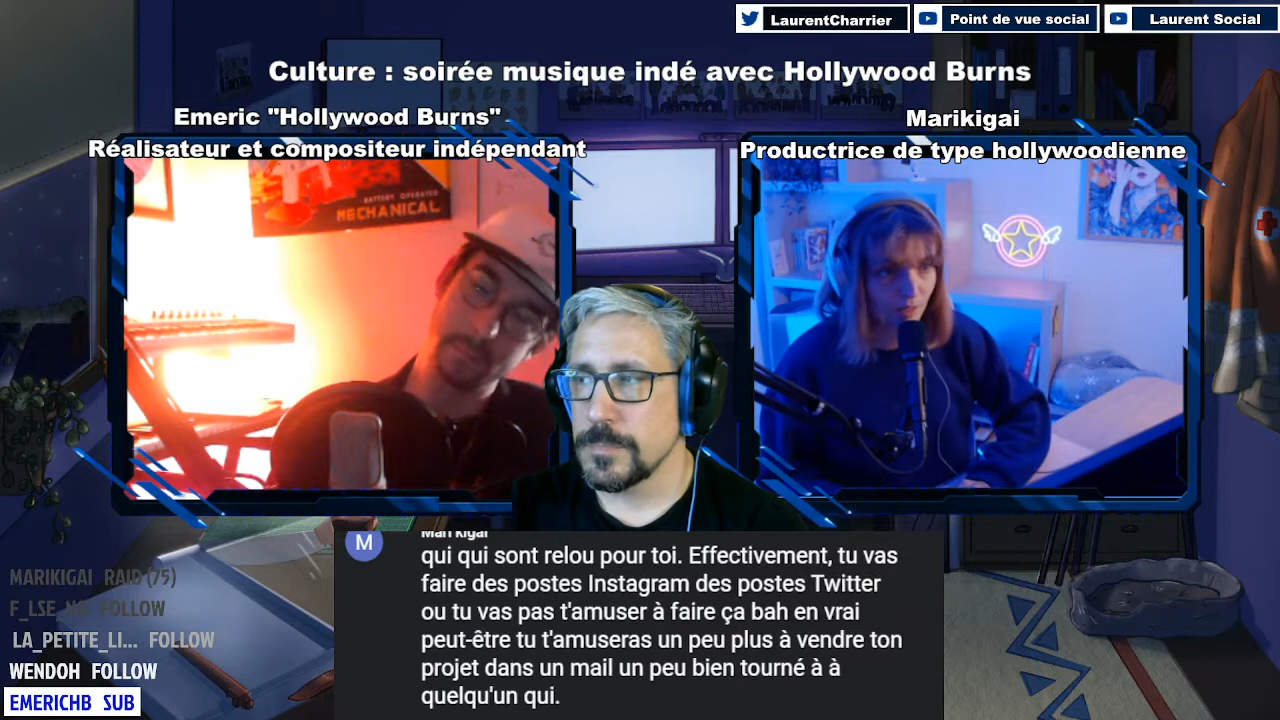 LaurentCharrier
Point de vue social
Laurent Social
Culture : soirée musique indé avec Hollywood Burns
Emeric "Hollywood Burns"
Réalisateur et compositeur indépendant
Marikigai
Productrice de type hollywoodienne
BATTERY OPERATED
MECHANICAL
M
Mari kigai
qui qui sont relou pour toi. Effectivement, tu vas
faire des postes Instagram des postes Twitter
ou tu vas pas t'amuser à faire ça bah en vrai
peut-être tu t'amuseras un peu plus à vendre ton
projet dans un mail un peu bien tourné à à
quelqu'un qui.
MARIKIGAI RAID (75)
FOLLOW
LA_PETITE_LI... FOLLOW
WENDOH FOLLOW
EMERICHB SUB